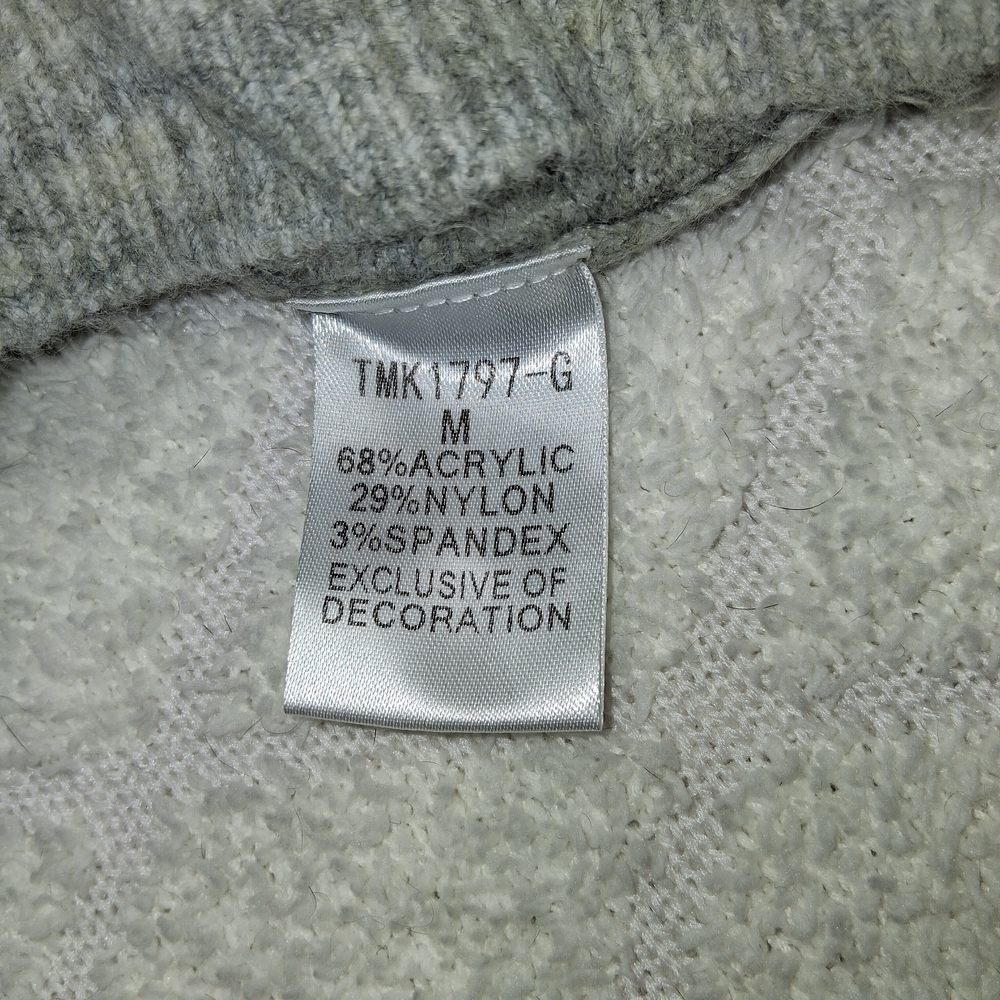 TMK1797-G
M
68%ACRYLIC
29%NYLON
3%SPANDEX
EXCLUSIVE OF
DECORATION